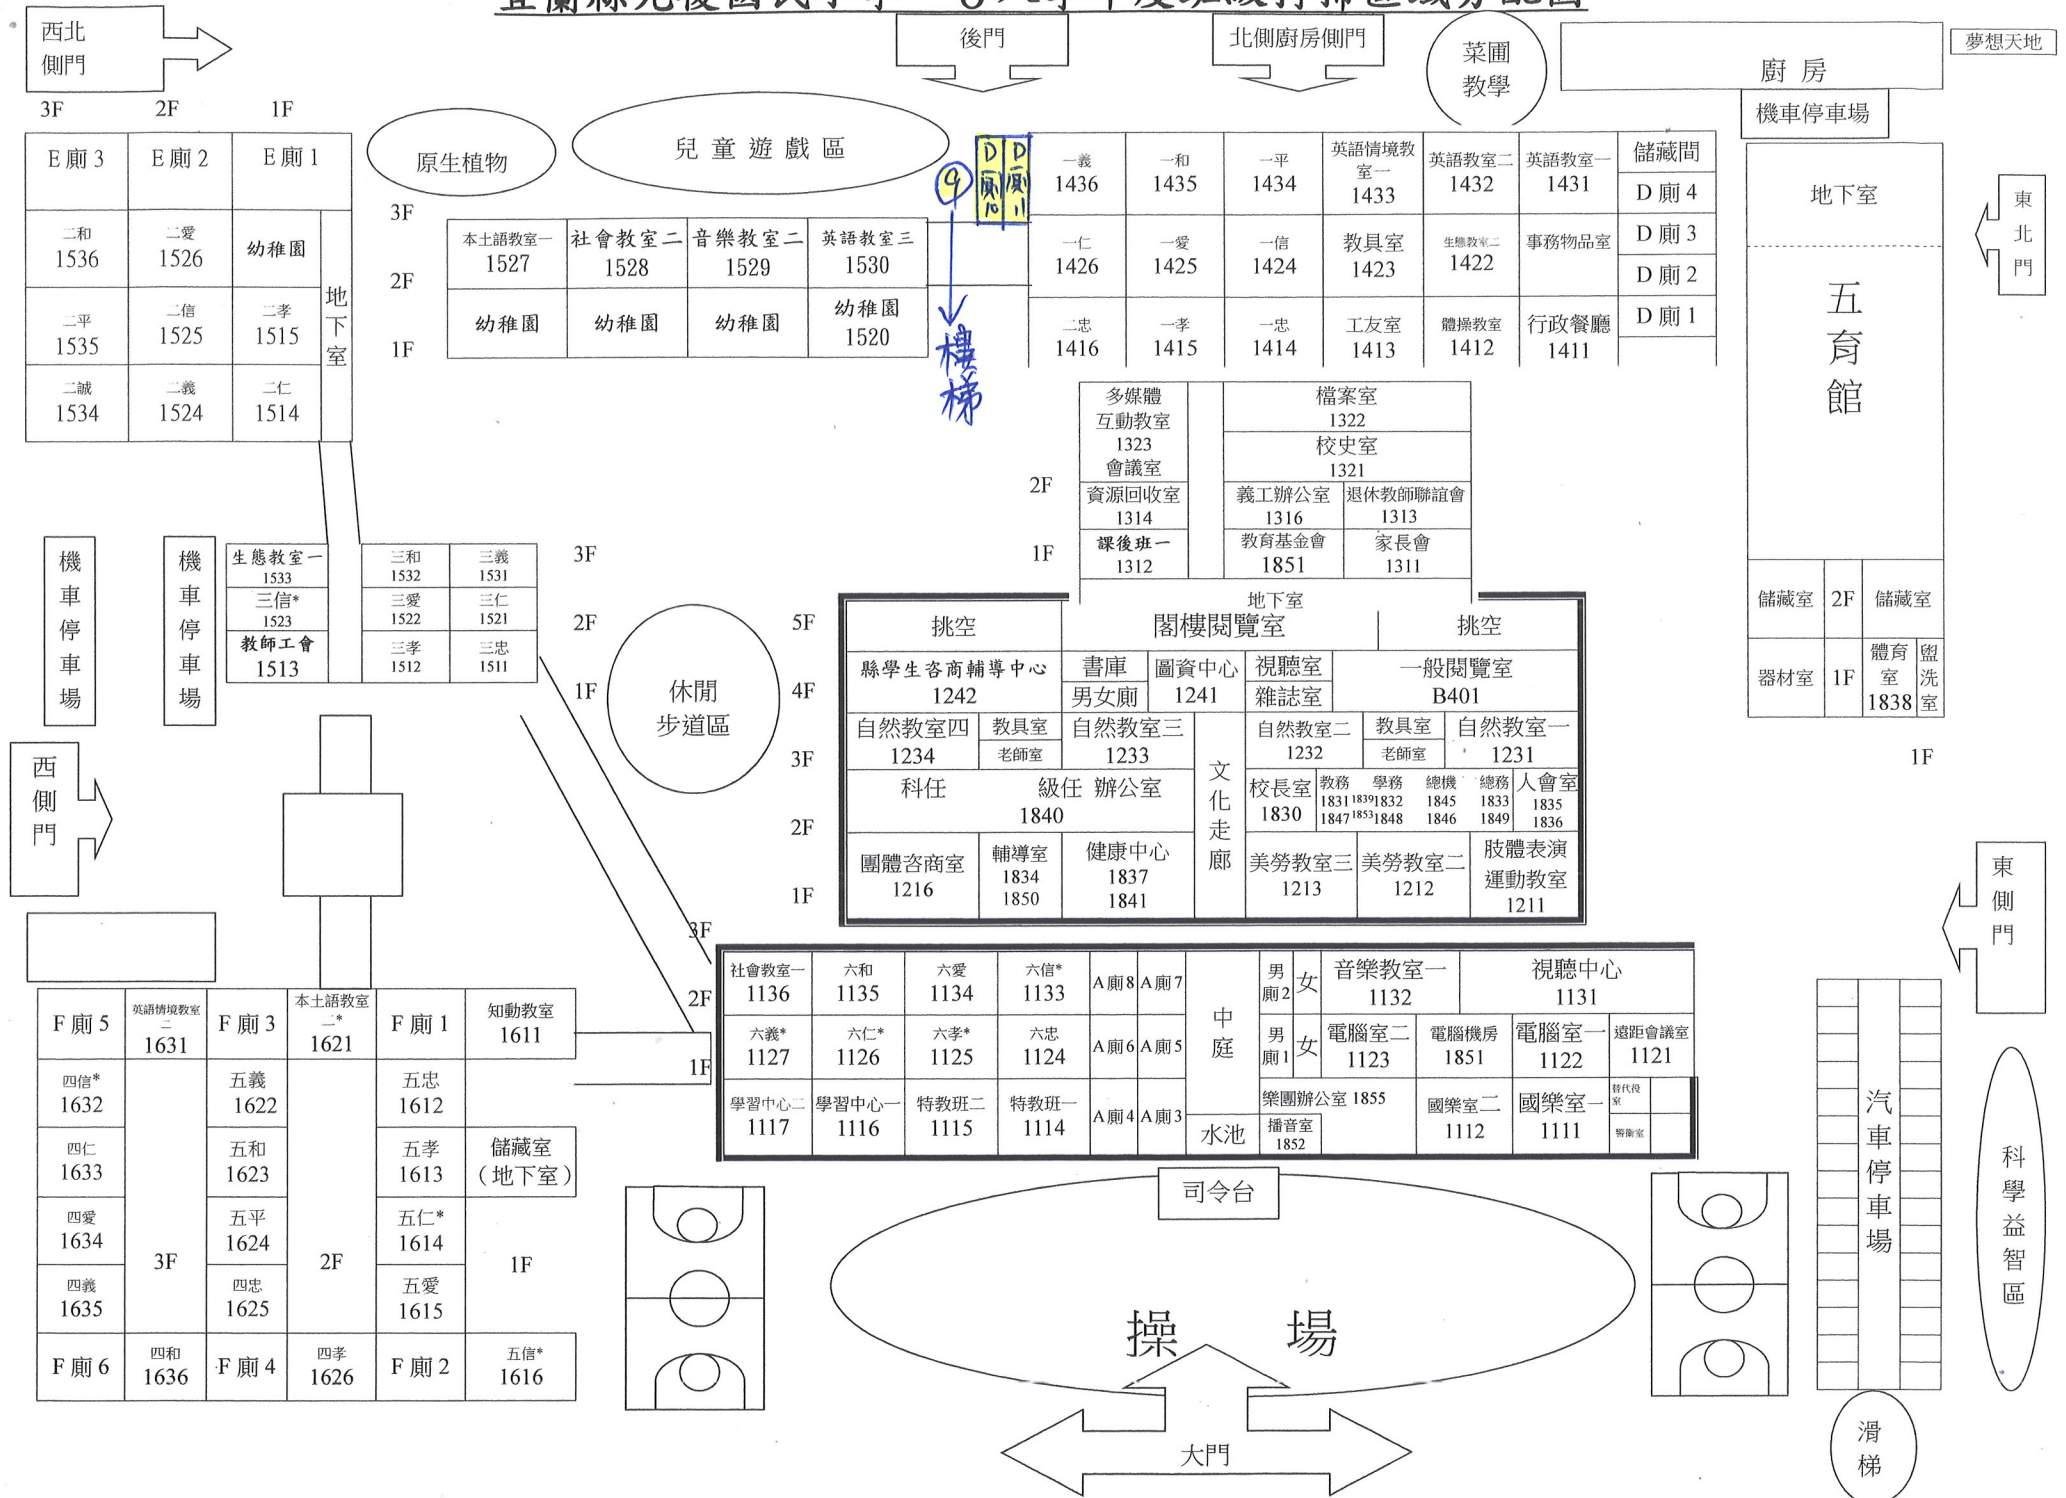 西北
側門
後門
北側廚房側門
菜圃
教學
廚 房
夢想天地
機車停車場
3F 2F 1F
E廁3 E廁2 E廁1
二和
1536
二愛
1526
幼稚園
二平
1535
二信
1525
二孝
1515
二誠
1534
二義
1524
二仁
1514
地下室
原生植物
兒童遊戲區
3F
2F
1F
本土語教室一
1527
社會教室二
1528
音樂教室二
1529
英語教室三
1530
幼稚園
幼稚園
幼稚園
幼稚園
1520
D廁10
D廁11
9
樓梯
一義
1436
一和
1435
一平
1434
英語情境教
室一
1433
英語教室二
1432
英語教室一
1431
儲藏間
D廁4
一仁
1426
一愛
1425
一信
1424
教具室
1423
生態教室二
1422
事務物品室
D廁3
D廁2
二忠
1416
一孝
1415
一忠
1414
工友室
1413
體操教室
1412
行政餐廳
1411
D廁1
地下室
五育館
東北門
儲藏室 2F 儲藏室
器材室 1F
體育
室
1838
盥洗室
1F
多媒體
互動教室
1323
會議室
檔案室
1322
校史室
1321
2F
資源回收室
1314
義工辦公室
1316
退休教師聯誼會
1313
1F
課後班一
1312
教育基金會
1851
家長會
1311
地下室
機車停車場
機車停車場
生態教室一
1533
三和
1532
三義
1531
3F
三信*
1523
三愛
1522
三仁
1521
2F
教師工會
1513
三孝
1512
三忠
1511
1F
休閒
步道區
西側門
5F
挑空 閣樓閱覽室 挑空
4F
縣學生咨商輔導中心
1242
書庫
男女廁
圖資中心
1241
視聽室
雜誌室
一般閱覽室
B401
3F
自然教室四
1234
教具室
老師室
自然教室三
1233
自然教室二
1232
教具室
老師室
自然教室一
1231
文化走廊
2F
科任 級任 辦公室
1840
校長室
1830
教務 學務 總機 總務
1831 1839 1832 1845 1833
1847 1853 1848 1846 1849
人會室
1835
1836
1F
團體咨商室
1216
輔導室
1834
1850
健康中心
1837
1841
美勞教室三
1213
美勞教室二
1212
肢體表演
運動教室
1211
東側門
3F
社會教室一
1136
六和
1135
六愛
1134
六信*
1133
A廁8 A廁7
中庭
男廁2 女
音樂教室一
1132
視聽中心
1131
2F
六義*
1127
六仁*
1126
六孝*
1125
六忠
1124
A廁6 A廁5
男廁1 女
電腦室二
1123
電腦機房
1851
電腦室一
1122
遠距會議室
1121
1F
學習中心二
1117
學習中心一
1116
特教班二
1115
特教班一
1114
A廁4 A廁3
水池
樂團辦公室 1855
播音室
1852
國樂室二
1112
國樂室一
1111
替代役室
警衛室
F廁5
英語情境教室
二
1631
F廁3
本土語教室
二*
1621
F廁1
知動教室
1611
四信*
1632
五義
1622
五忠
1612
四仁
1633
五和
1623
五孝
1613
儲藏室
(地下室)
四愛
1634
五平
1624
五仁*
1614
3F 2F 1F
四義
1635
四忠
1625
五愛
1615
F廁6
四和
1636
F廁4
四孝
1626
F廁2
五信*
1616
司令台
操 場
大門
汽車停車場
科學益智區
滑梯